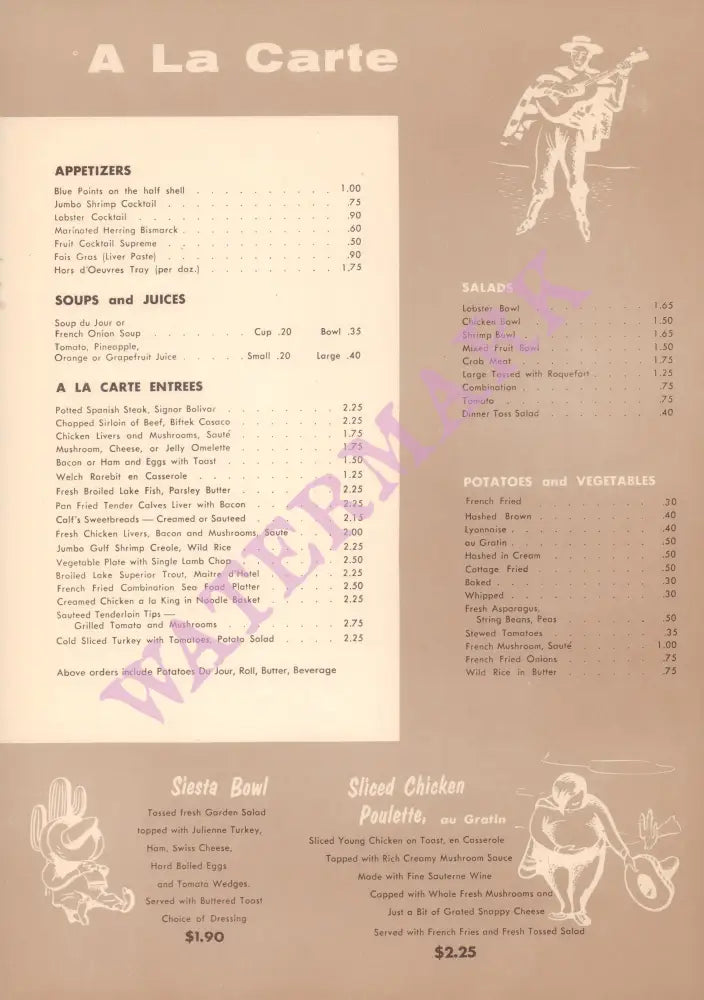 A La Carte
APPETIZERS
Blue Points on the half shell . . . . . . . . . . 1.00
Jumbo Shrimp Cocktail . . . . . . . . . . . . .75
Lobster Cocktail . . . . . . . . . . . . . .90
Marinated Herring Bismarck . . . . . . . . . . . .60
Fruit Cocktail Supreme . . . . . . . . . . . . .50
Fois Gras (Liver Paste) . . . . . . . . . . . . .90
Hors d'Oeuvres Tray (per doz.) . . . . . . . . . 1.75
SOUPS and JUICES
Soup du Jour or
French Onion Soup . . . . . . . Cup .20 Bowl .35
Tomato, Pineapple,
Orange or Grapefruit Juice . . . . . Small .20 Large .40
A LA CARTE ENTREES
Potted Spanish Steak, Signor Bolivar . . . . . . . . 2.25
Chopped Sirloin of Beef, Biftek Cosaco . . . . . . . 2.25
Chicken Livers and Mushrooms, Sauté . . . . . . . . 1.75
Mushroom, Cheese, or Jelly Omelette . . . . . . . . 1.75
Bacon or Ham and Eggs with Toast . . . . . . . . 1.50
Welch Rarebit en Casserole . . . . . . . . . 1.25
Fresh Broiled Lake Fish, Parsley Butter . . . . . . . 2.25
Pan Fried Tender Calves Liver with Bacon . . . . . . 2.25
Calf's Sweetbreads — Creamed or Sauteed . . . . . . 2.15
Fresh Chicken Livers, Bacon and Mushrooms, Saute . . . 2.00
Jumbo Gulf Shrimp Creole, Wild Rice . . . . . . . 2.25
Vegetable Plate with Single Lamb Chop . . . . . . . 2.50
Broiled Lake Superior Trout, Maitre d'Hotel . . . . . 2.25
French Fried Combination Sea Food Platter . . . . . . 2.50
Creamed Chicken a la King in Noodle Basket . . . . . 2.25
Sauteed Tenderloin Tips —
Grilled Tomato and Mushrooms . . . . . . . 2.75
Cold Sliced Turkey with Tomatoes, Potato Salad . . . . 2.25
Above orders include Potatoes Du Jour, Roll, Butter, Beverage
SALADS
Lobster Bowl . . . . . . . . 1.65
Chicken Bowl . . . . . . . . 1.50
Shrimp Bowl . . . . . . . . 1.65
Mixed Fruit Bowl . . . . . . . 1.50
Crab Meat . . . . . . . . 1.75
Large Tossed with Roquefort . . . . 1.25
Combination . . . . . . . . .75
Tomato . . . . . . . . . .75
Dinner Toss Salad . . . . . . . .40
POTATOES and VEGETABLES
French Fried . . . . . . . . .30
Hashed Brown . . . . . . . . .40
Lyonnaise . . . . . . . . . .40
au Gratin . . . . . . . . . .50
Hashed in Cream . . . . . . . .50
Cottage Fried . . . . . . . . .50
Baked . . . . . . . . . . .30
Whipped . . . . . . . . . .30
Fresh Asparagus,
String Beans, Peas . . . . . . .50
Stewed Tomatoes . . . . . . . .35
French Mushroom, Sauté . . . . . . 1.00
French Fried Onions . . . . . . . .75
Wild Rice in Butter . . . . . . . .75
WATERMARK
Siesta Bowl
Tossed fresh Garden Salad
topped with Julienne Turkey,
Ham, Swiss Cheese,
Hard Boiled Eggs
and Tomato Wedges.
Served with Buttered Toast
Choice of Dressing
$1.90
Sliced Chicken
Poulette, au Gratin
Sliced Young Chicken on Toast, en Casserole
Topped with Rich Creamy Mushroom Sauce
Made with Fine Sauterne Wine
Capped with Whole Fresh Mushrooms and
Just a Bit of Grated Snappy Cheese
Served with French Fries and Fresh Tossed Salad
$2.25